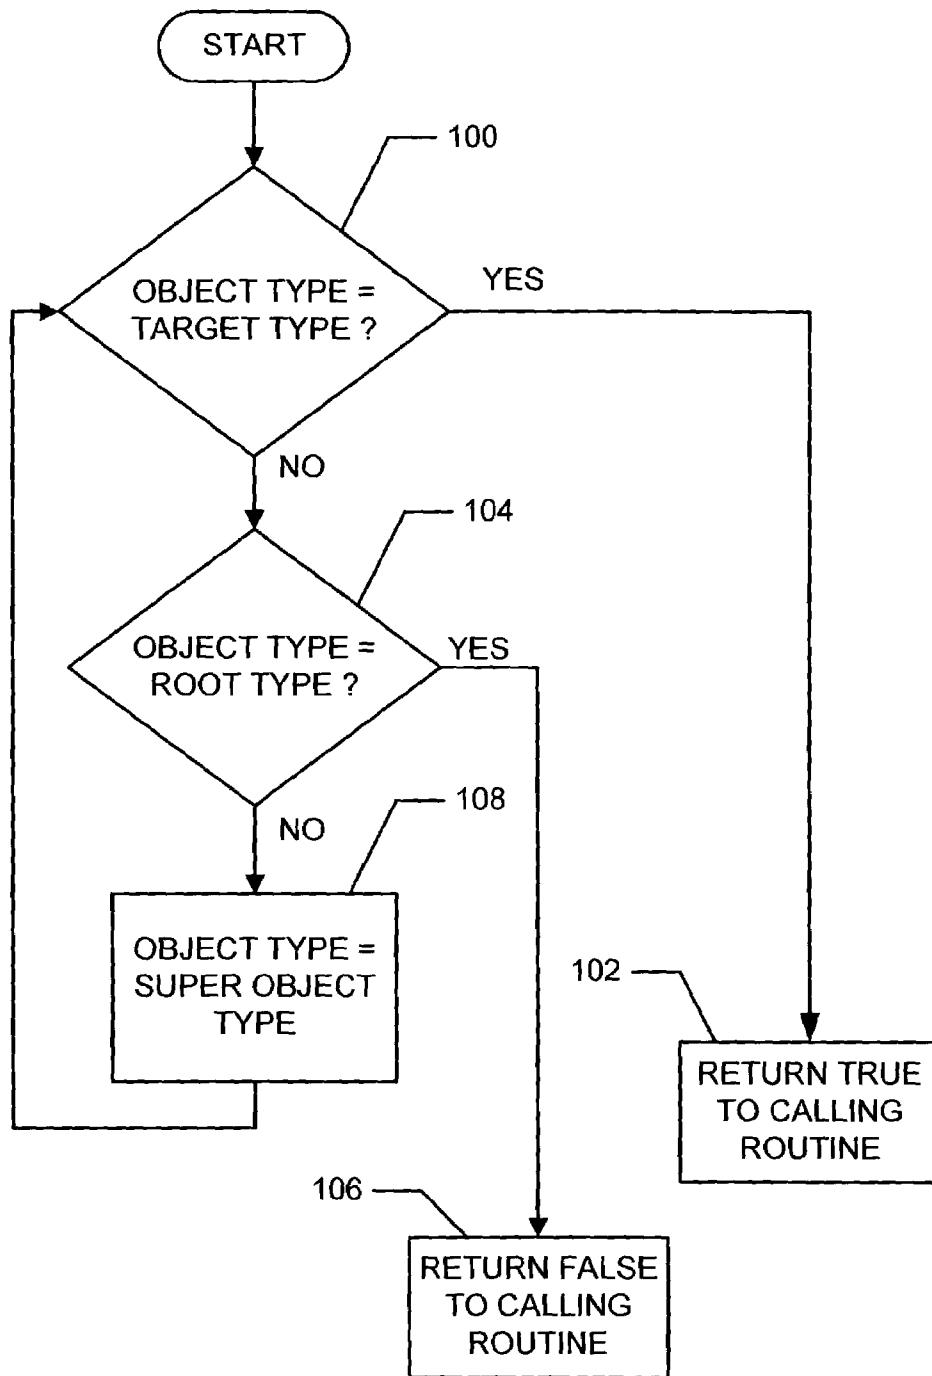 START
100
OBJECT TYPE =
TARGET TYPE ?
YES
NO
104
OBJECT TYPE =
ROOT TYPE ?
YES
NO
108
OBJECT TYPE =
SUPER OBJECT
TYPE
102
RETURN TRUE
TO CALLING
ROUTINE
106
RETURN FALSE
TO CALLING
ROUTINE